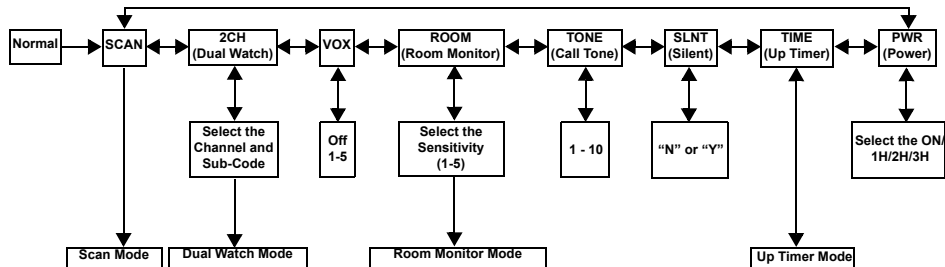 Normal
SCAN
2CH
(Dual Watch)
VOX
ROOM
(Room Monitor)
TONE
(Call Tone)
SLNT
(Silent)
TIME
(Up Timer)
PWR
(Power)
Select the
Channel and
Sub-Code
Off
1-5
Select the
Sensitivity
(1-5)
1 - 10
“N” or “Y”
Select the ON/
1H/2H/3H
Scan Mode
Dual Watch Mode
Room Monitor Mode
Up Timer Mode